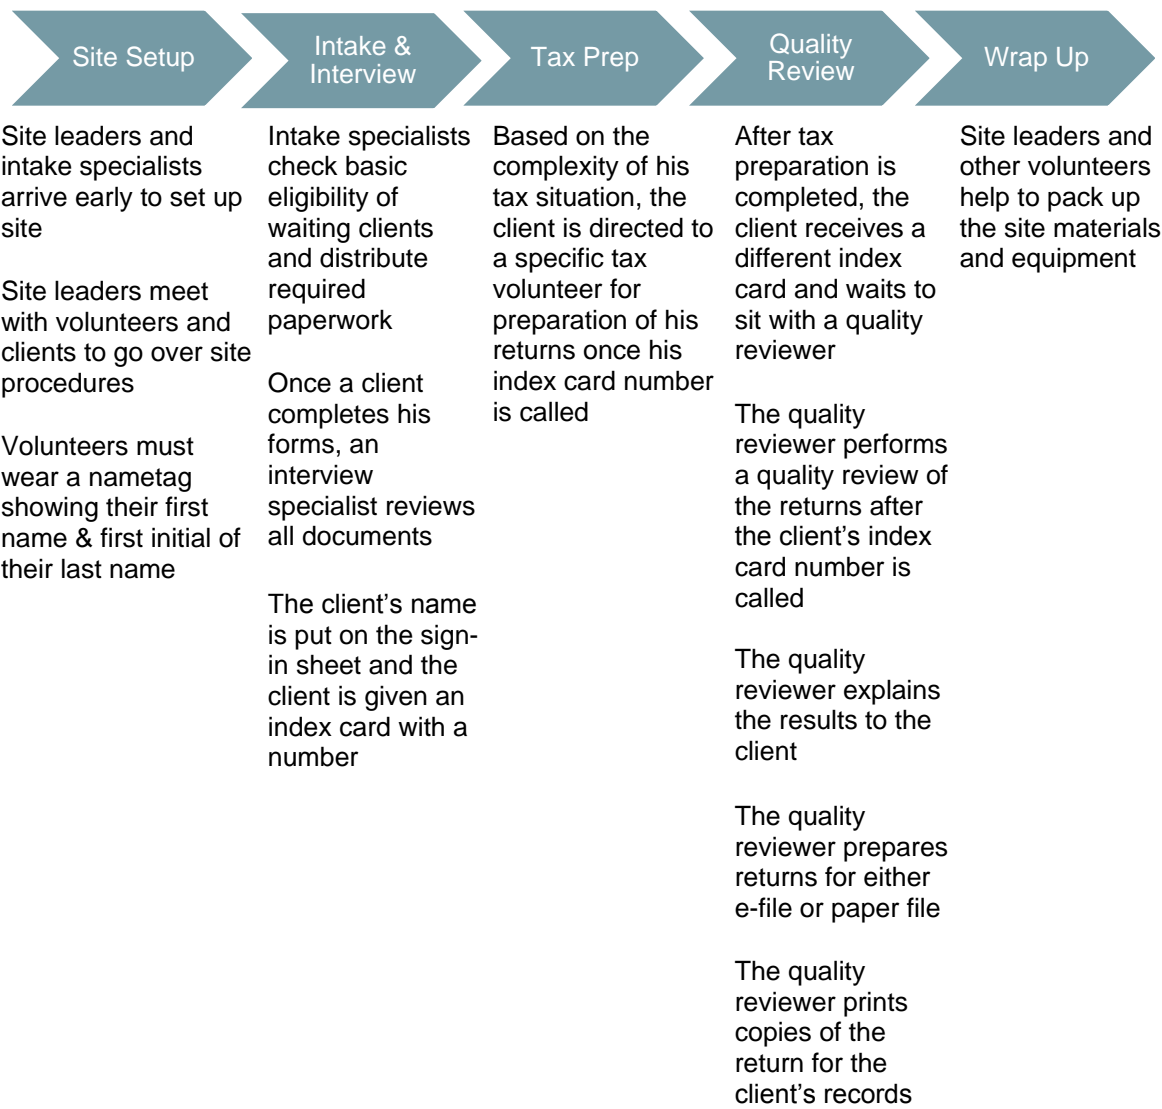 Site Setup
Intake &
Interview
Tax Prep
Quality
Review
Wrap Up
Site leaders and
intake specialists
arrive early to set up
site
Site leaders meet
with volunteers and
clients to go over site
procedures
Volunteers must
wear a nametag
showing their first
name & first initial of
their last name
Intake specialists
check basic
eligibility of
waiting clients
and distribute
required
paperwork
Once a client
completes his
forms, an
interview
specialist reviews
all documents
The client’s name
is put on the sign-
in sheet and the
client is given an
index card with a
number
Based on the
complexity of his
tax situation, the
client is directed to
a specific tax
volunteer for
preparation of his
returns once his
index card number
is called
After tax
preparation is
completed, the
client receives a
different index
card and waits to
sit with a quality
reviewer
The quality
reviewer performs
a quality review of
the returns after
the client’s index
card number is
called
The quality
reviewer explains
the results to the
client
The quality
reviewer prepares
returns for either
e-file or paper file
The quality
reviewer prints
copies of the
return for the
client’s records
Site leaders and
other volunteers
help to pack up
the site materials
and equipment